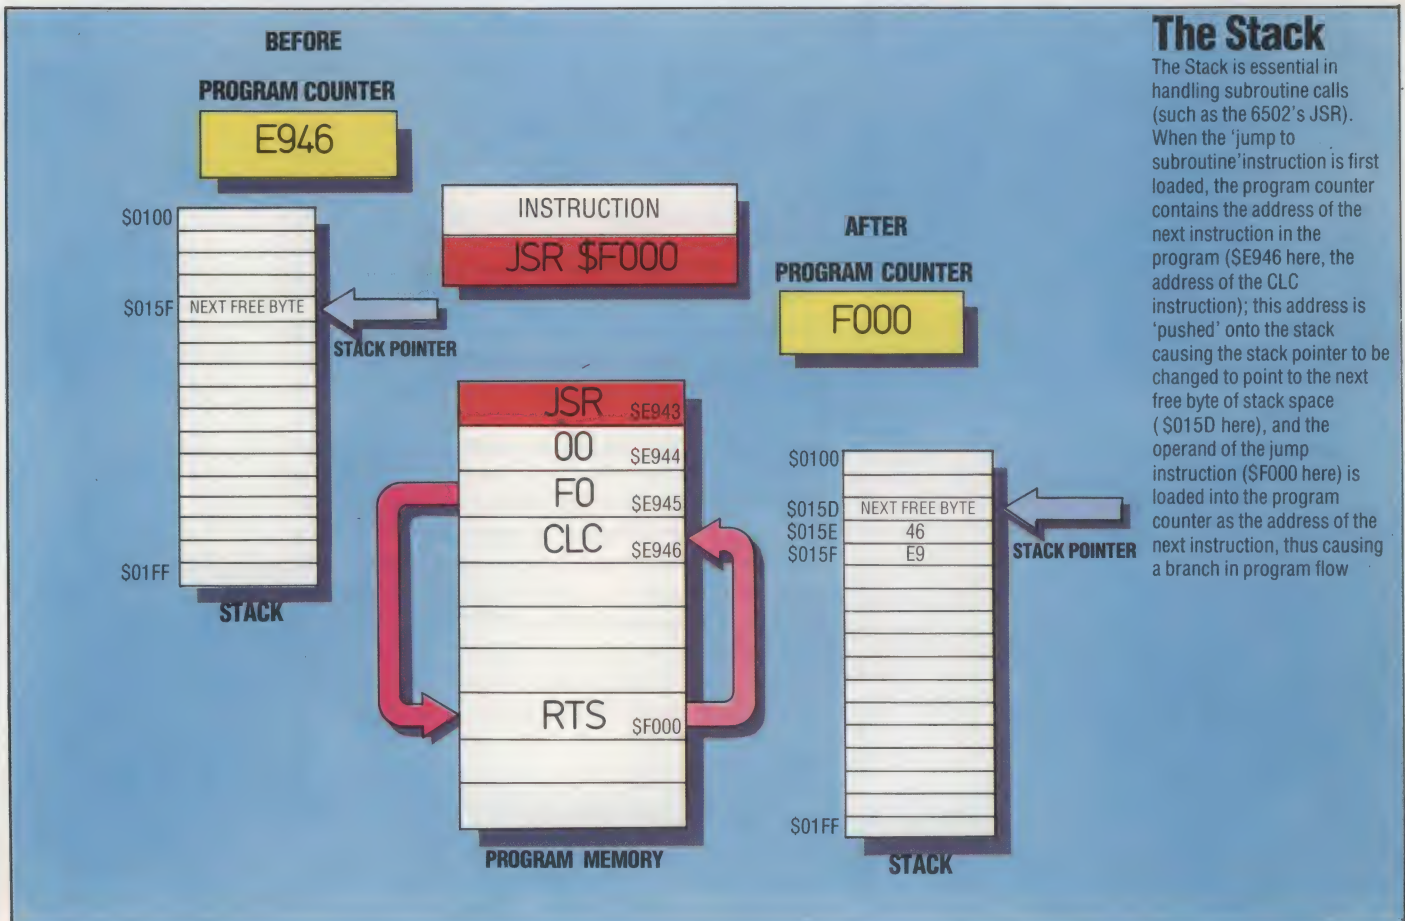 BEFORE
PROGRAM COUNTER
E946
$0100
$015F NEXT FREE BYTE
STACK POINTER
$01FF
STACK
INSTRUCTION
JSR $F000
JSR $E943
00 $E944
F0 $E945
CLC $E946
RTS $F000
PROGRAM MEMORY
AFTER
PROGRAM COUNTER
F000
$0100
$015D NEXT FREE BYTE
$015E 46
$015F E9
STACK POINTER
$01FF
STACK
The Stack
The Stack is essential in
handling subroutine calls
(such as the 6502's JSR).
When the 'jump to
subroutine'instruction is first
loaded, the program counter
contains the address of the
next instruction in the
program ($E946 here, the
address of the CLC
instruction); this address is
'pushed' onto the stack
causing the stack pointer to be
changed to point to the next
free byte of stack space
( $015D here), and the
operand of the jump
instruction ($F000 here) is
loaded into the program
counter as the address of the
next instruction, thus causing
a branch in program flow